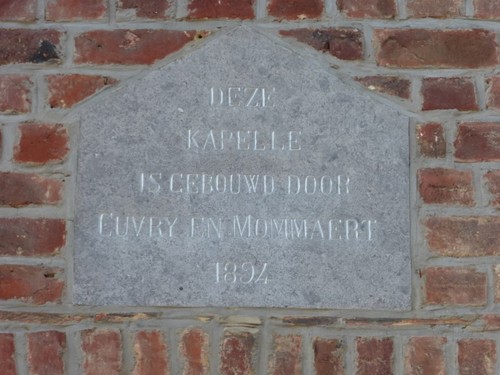 DEZE
KAPELLE
IS GEBOUWD DOOR
CUVRY EN MOMMAERT
1894